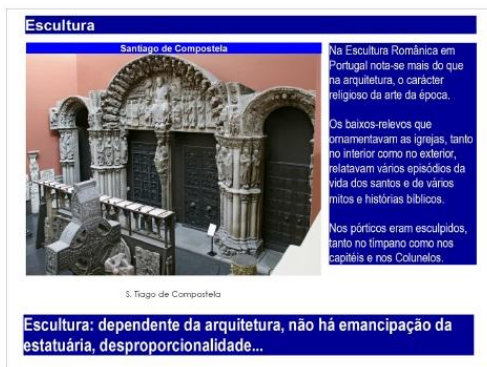 Escultura
Santiago de Compostela
Na Escultura Românica em
Portugal nota-se mais do que
na arquitetura, o carácter
religioso da arte da época.
Os baixos-relevos que
ornamentavam as igrejas, tanto
no interior como no exterior,
relatavam vários episódios da
vida dos santos e de vários
mitos e histórias bíblicos.
Nos pórticos eram esculpidos,
tanto no tímpano como nos
capitéis e nos Colunelos.
S. Tiago de Compostela
Escultura: dependente da arquitetura, não há emancipação da
estatuária, desproporcionalidade...